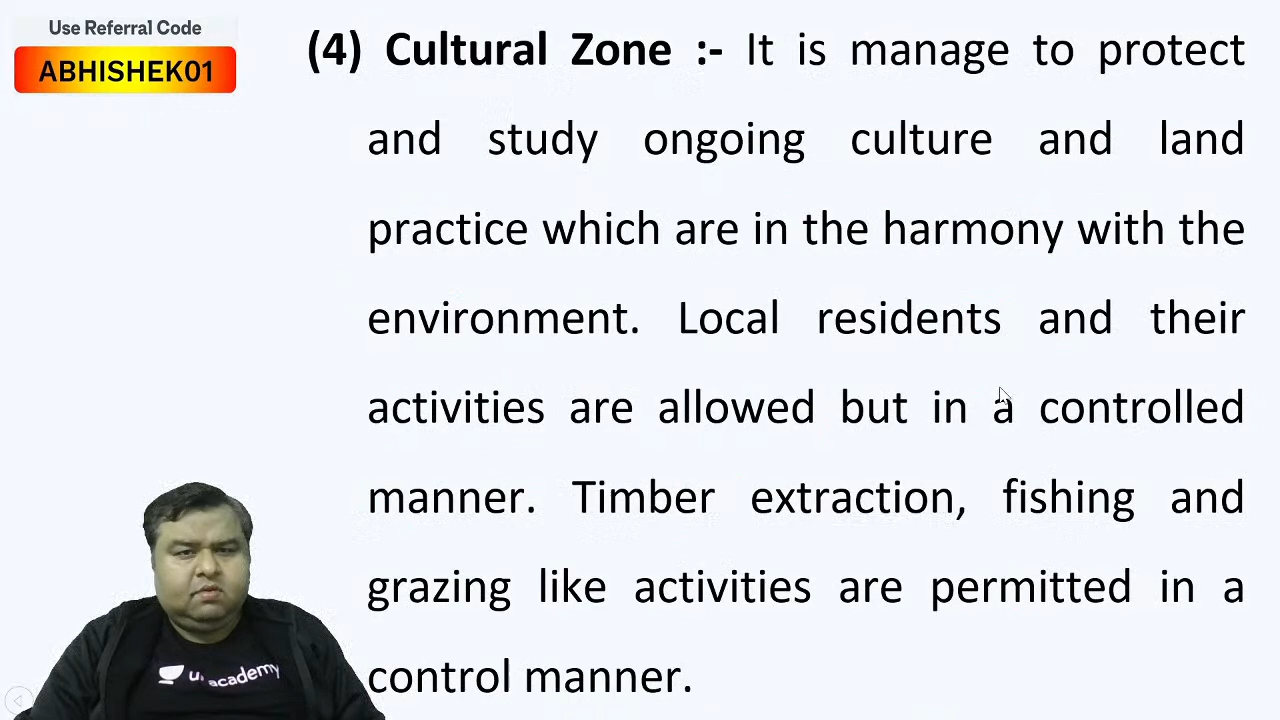 Use Referral Code
ABHISHEK01
(4) Cultural Zone :- It is manage to protect
and study ongoing culture and land
practice which are in the harmony with the
environment. Local residents and their
activities are allowed but in a controlled
manner. Timber extraction, fishing and
grazing like activities are permitted in a
control manner.
unacademy